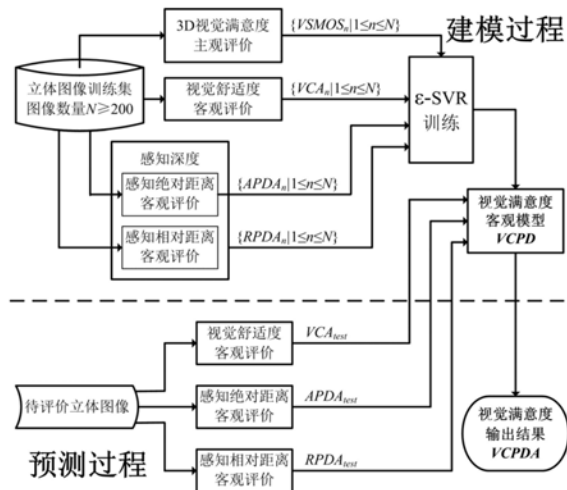 建模过程
3D视觉满意度
主观评价
{VSMOSₙ|1≤n≤N}
立体图像训练集
图像数量N≥200
视觉舒适度
客观评价
{VCAₙ|1≤n≤N}
ε-SVR
训练
感知深度
感知绝对距离
客观评价
{APDAₙ|1≤n≤N}
感知相对距离
客观评价
{RPDAₙ|1≤n≤N}
视觉满意度
客观模型
VCPD
视觉舒适度
客观评价
VCAtest
待评价立体图像
感知绝对距离
客观评价
APDAtest
感知相对距离
客观评价
RPDAtest
视觉满意度
输出结果
VCPDA
预测过程